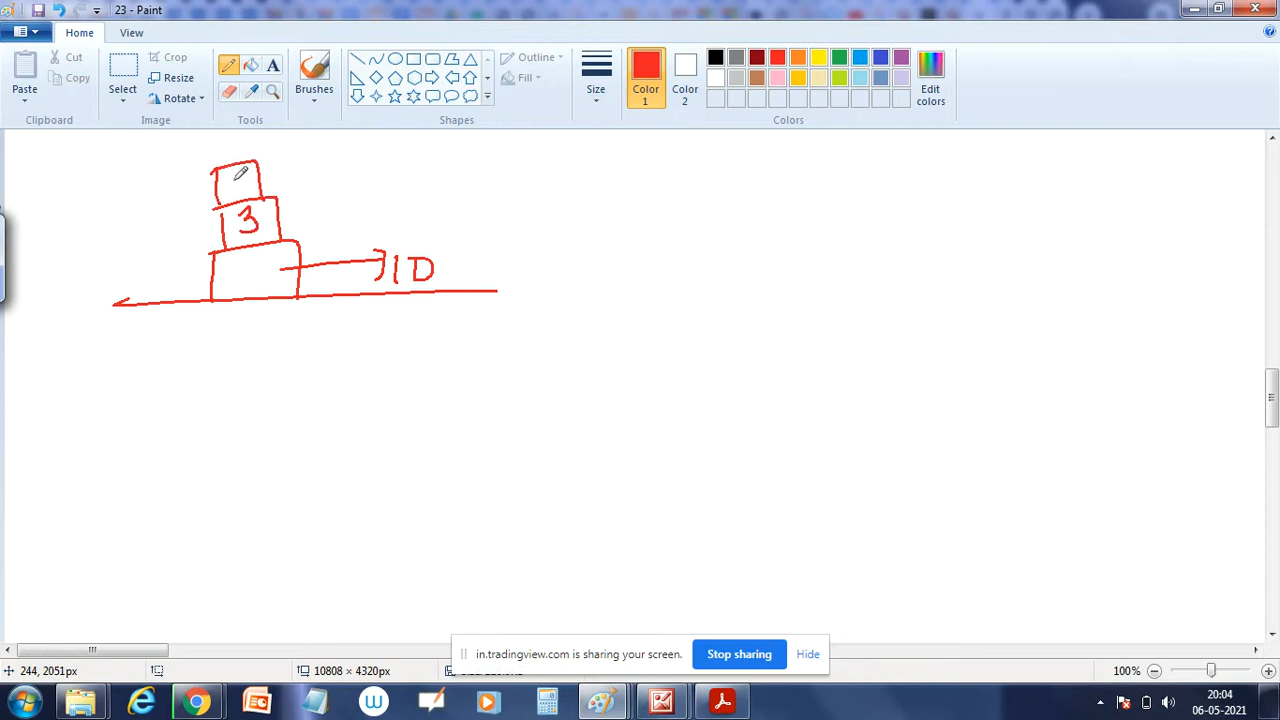 23 - Paint
Home
View
Paste
Cut
Copy
Clipboard
Select
Crop
Resize
Rotate
Image
A
Tools
Brushes
Shapes
Outline
Fill
Size
Color 1
Color 2
Edit colors
Colors
3
1D
in.tradingview.com is sharing your screen.
Stop sharing
Hide
244, 2051px
10808 × 4320px
100%
20:04
06-05-2021